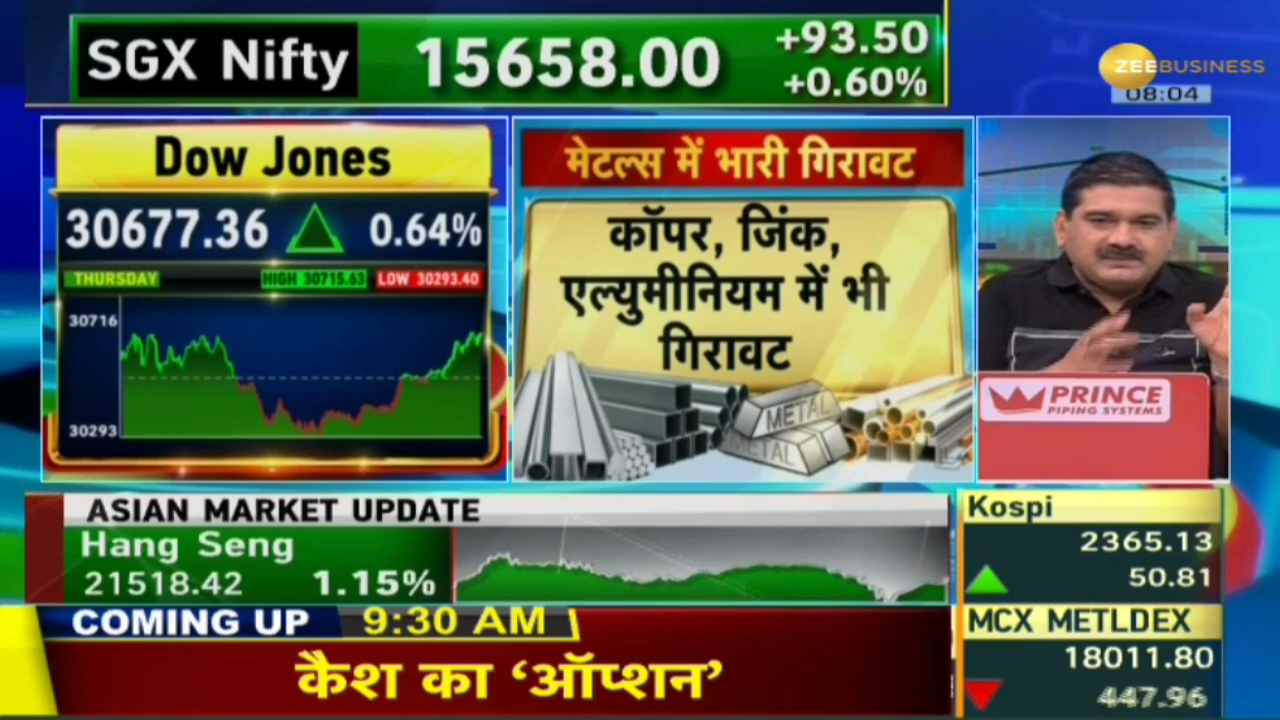 SGX Nifty
15658.00
+93.50
+0.60%
ZEEBUSINESS
08:04
Dow Jones
30677.36
0.64%
THURSDAY
HIGH 30715.63
LOW 30293.40
30716
30293
मेटल्स में भारी गिरावट
कॉपर, जिंक,
एल्युमीनियम में भी
गिरावट
METAL
METAL
PRINCE
PIPING SYSTEMS
ASIAN MARKET UPDATE
Hang Seng
21518.42
1.15%
Kospi
2365.13
50.81
MCX METLDEX
18011.80
447.96
COMING UP
9:30 AM
कैश का ‘ऑप्शन’